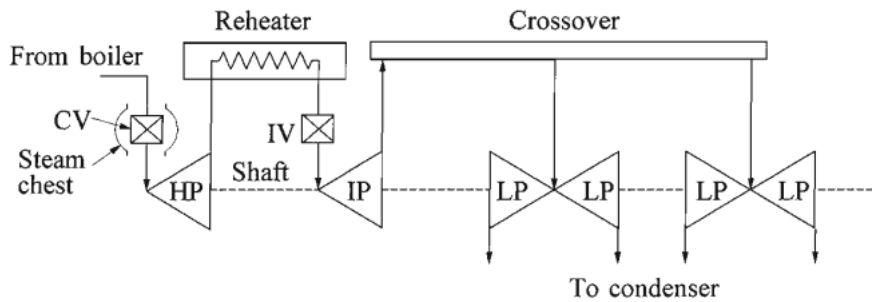 Reheater
Crossover
From boiler
CV
IV
Steam
chest
Shaft
HP
IP
LP
LP
LP
LP
To condenser